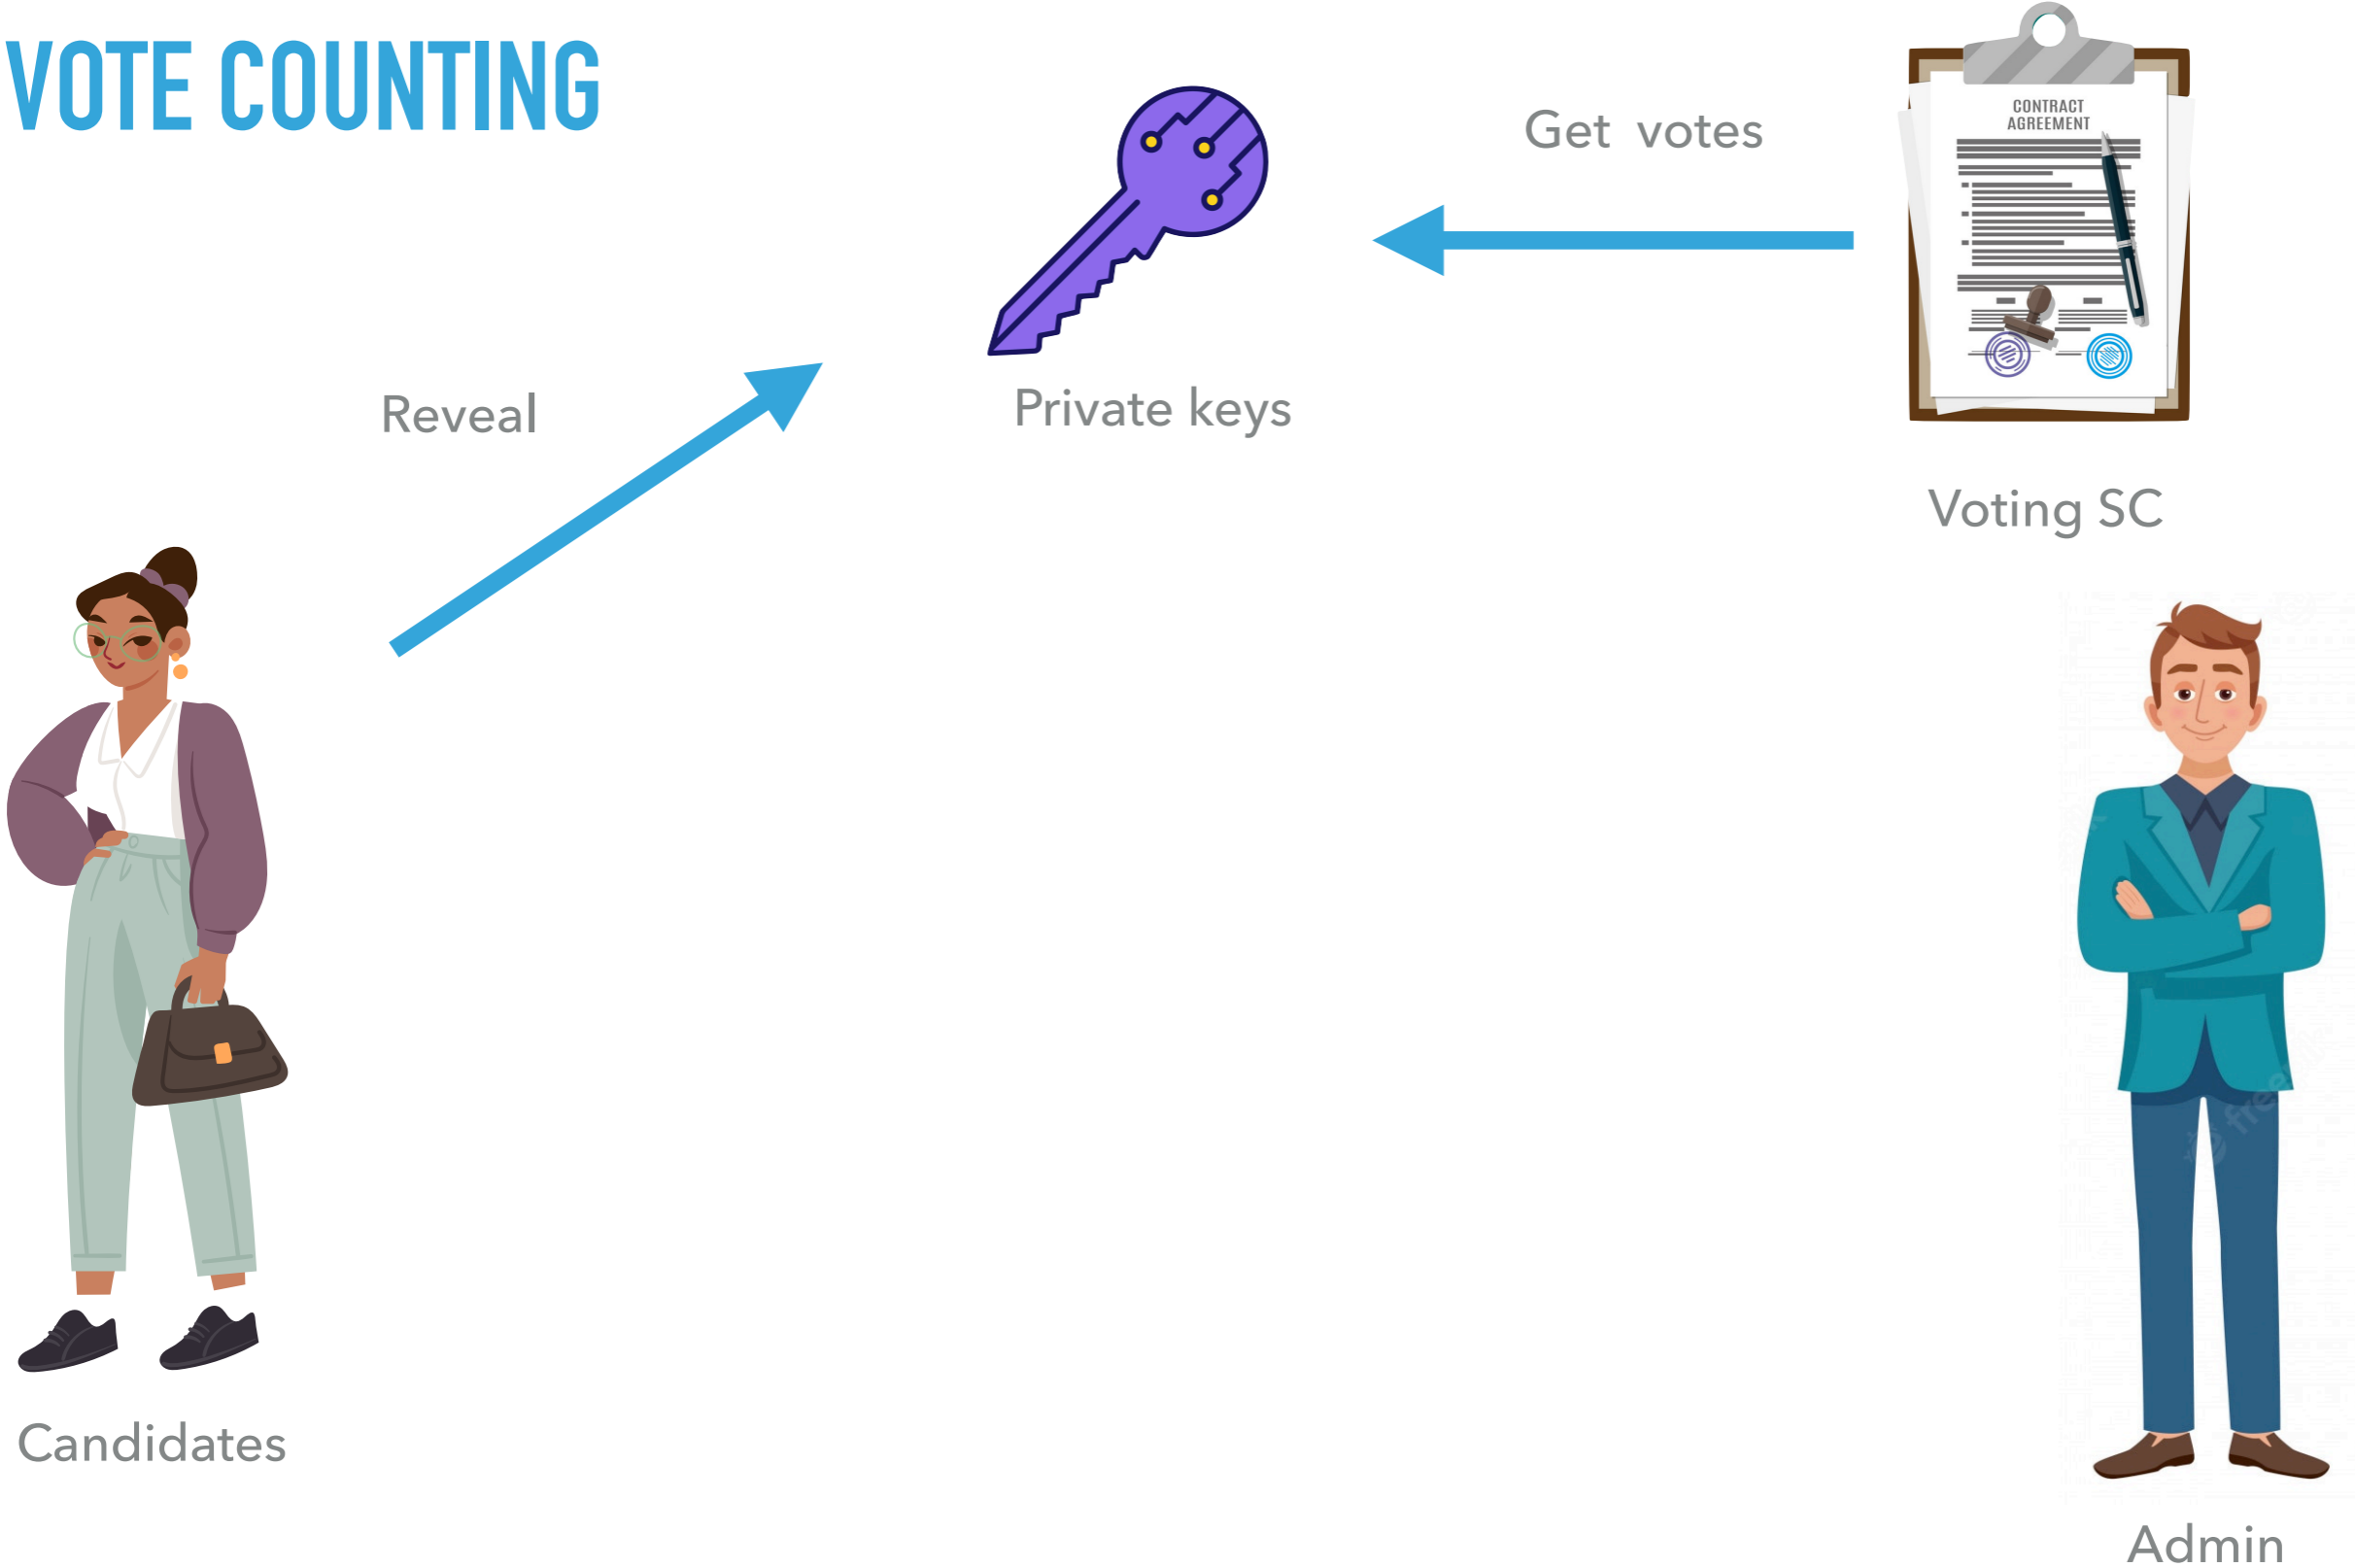 VOTE COUNTING
CONTRACT
AGREEMENT
Get votes
Reveal
Private keys
Voting SC
Candidates
Admin